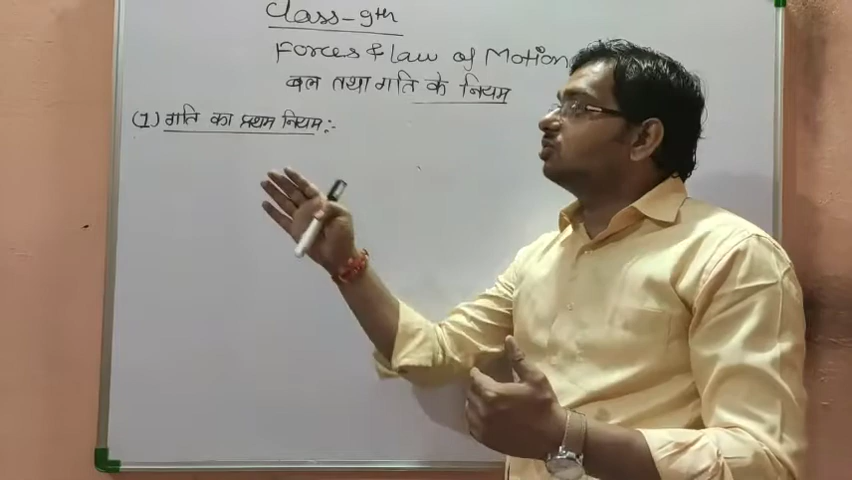 Class-9th
Forces & law of Motion
बल तथा गति के नियम
(1) गति का प्रथम नियम:-